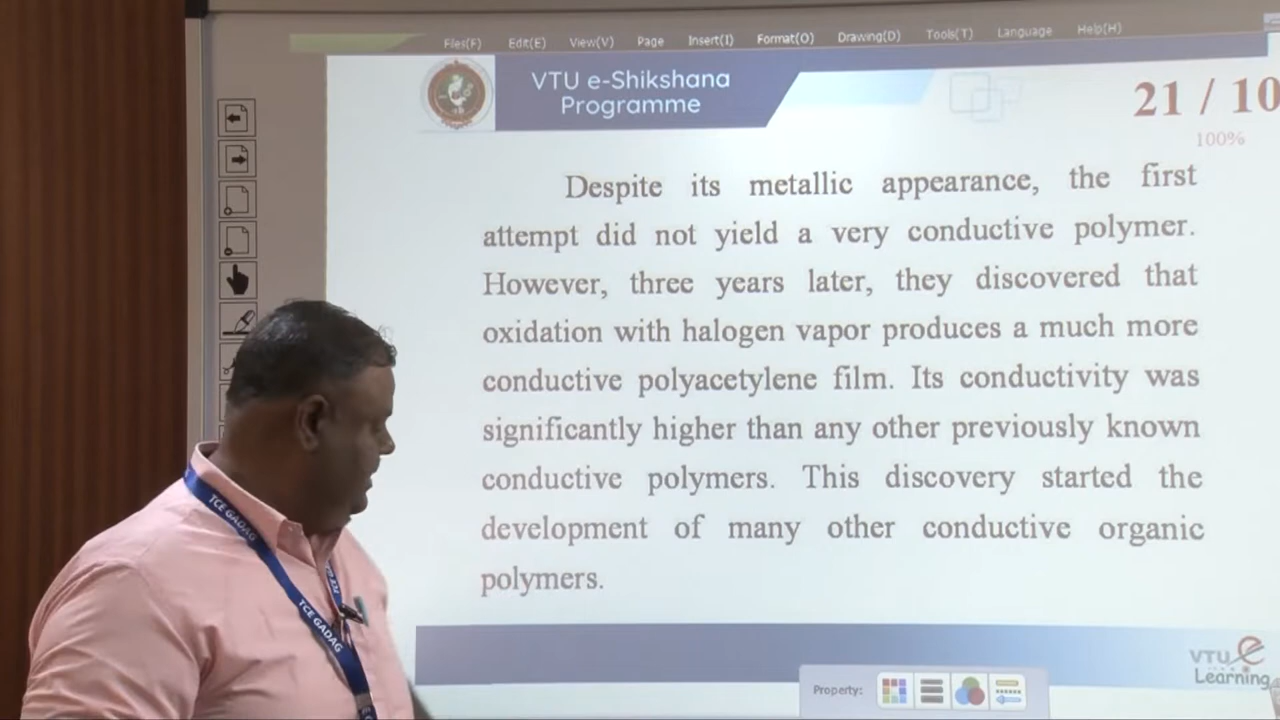 Files(F) Edit(E) View(V) Page Insert(I) Format(O) Drawing(D) Tools(T) Language Help(H)
VTU e-Shikshana
Programme
21 / 10
100%
Despite its metallic appearance, the first
attempt did not yield a very conductive polymer.
However, three years later, they discovered that
oxidation with halogen vapor produces a much more
conductive polyacetylene film. Its conductivity was
significantly higher than any other previously known
conductive polymers. This discovery started the
development of many other conductive organic
polymers.
TCE GADAG
TCE GADAG
VTU e
Learning
Property: